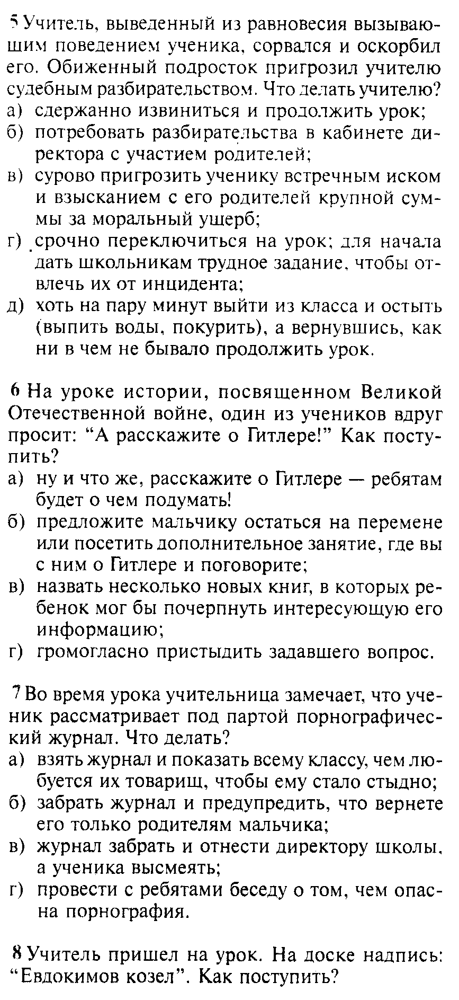 5 Учитель, выведенный из равновесия вызываю-
щим поведением ученика, сорвался и оскорбил
его. Обиженный подросток пригрозил учителю
судебным разбирательством. Что делать учителю?
а) сдержанно извиниться и продолжить урок;
б) потребовать разбирательства в кабинете ди-
ректора с участием родителей;
в) сурово пригрозить ученику встречным иском
и взысканием с его родителей крупной сум-
мы за моральный ущерб;
г) срочно переключиться на урок; для начала
дать школьникам трудное задание, чтобы от-
влечь их от инцидента;
д) хоть на пару минут выйти из класса и остыть
(выпить воды, покурить), а вернувшись, как
ни в чем не бывало продолжить урок.
6 На уроке истории, посвященном Великой
Отечественной войне, один из учеников вдруг
просит: “А расскажите о Гитлере!” Как посту-
пить?
а) ну и что же, расскажите о Гитлере — ребятам
будет о чем подумать!
б) предложите мальчику остаться на перемене
или посетить дополнительное занятие, где вы
с ним о Гитлере и поговорите;
в) назвать несколько новых книг, в которых ре-
бенок мог бы почерпнуть интересующую его
информацию;
г) громогласно пристыдить задавшего вопрос.
7 Во время урока учительница замечает, что уче-
ник рассматривает под партой порнографичес-
кий журнал. Что делать?
а) взять журнал и показать всему классу, чем лю-
буется их товарищ, чтобы ему стало стыдно;
б) забрать журнал и предупредить, что вернете
его только родителям мальчика;
в) журнал забрать и отнести директору школы,
а ученика высмеять;
г) провести с ребятами беседу о том, чем опас-
на порнография.
8 Учитель пришел на урок. На доске надпись:
“Евдокимов козел”. Как поступить?